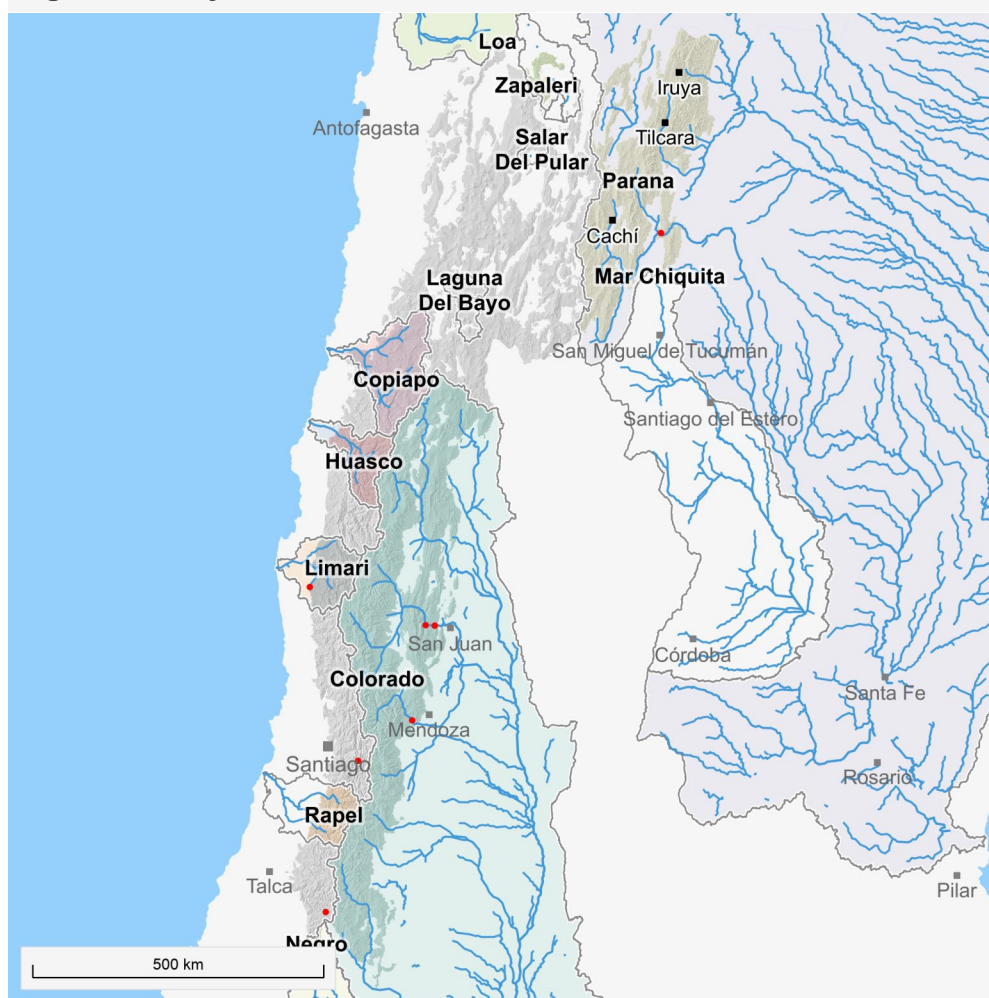 Loa
Zapaleri
Iruya
Antofagasta
Tilcara
Salar
Del Pular
Parana
Cachí
Mar Chiquita
Laguna
Del Bayo
San Miguel de Tucumán
Copiapo
Santiago del Estero
Huasco
Limari
San Juan
Córdoba
Colorado
Santa Fe
Mendoza
Santiago
Rosario
Rapel
Talca
Pilar
Negro
500 km